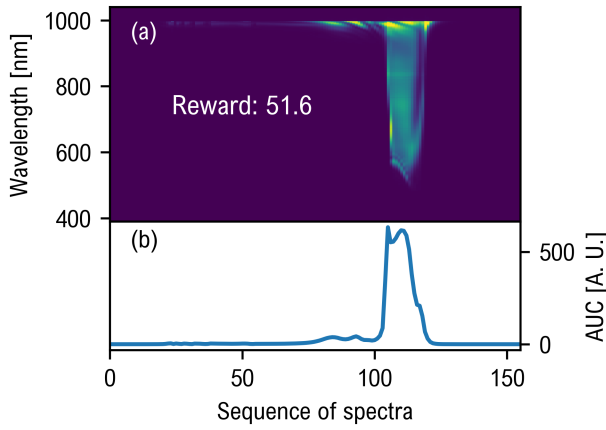 1000
800
600
400
Wavelength [nm]
(a)
Reward: 51.6
(b)
500
0
AUC [A. U.]
0
50
100
150
Sequence of spectra